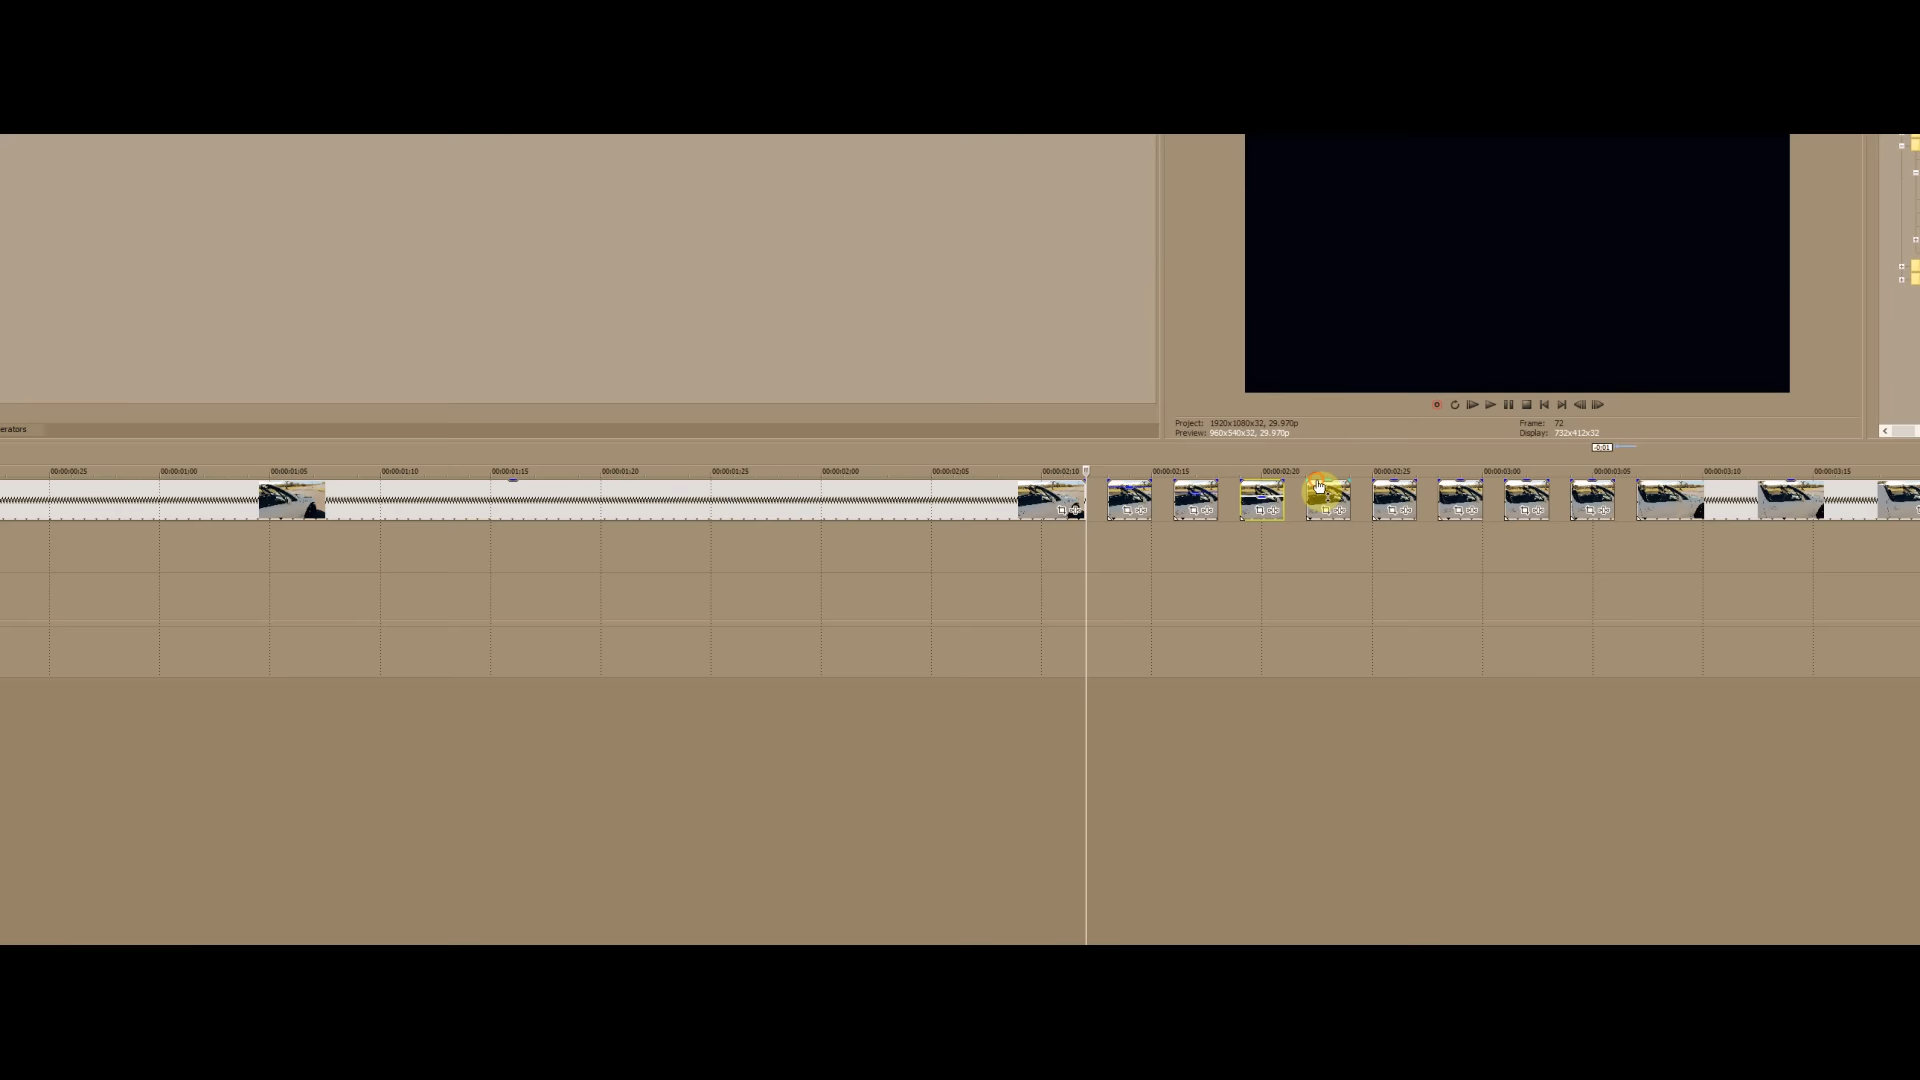 erators
Project: 1920x1080x32, 29.970p
Frame: 72
Preview: 960x540x32, 29.970p
Display: 732x412x32
-0:01
00:00:00:25 00:00:01:00 00:00:01:05 00:00:01:10 00:00:01:15 00:00:01:20 00:00:01:25 00:00:02:00 00:00:02:05 00:00:02:10 00:00:02:15 00:00:02:20 00:00:02:25 00:00:03:00 00:00:03:05 00:00:03:10 00:00:03:15